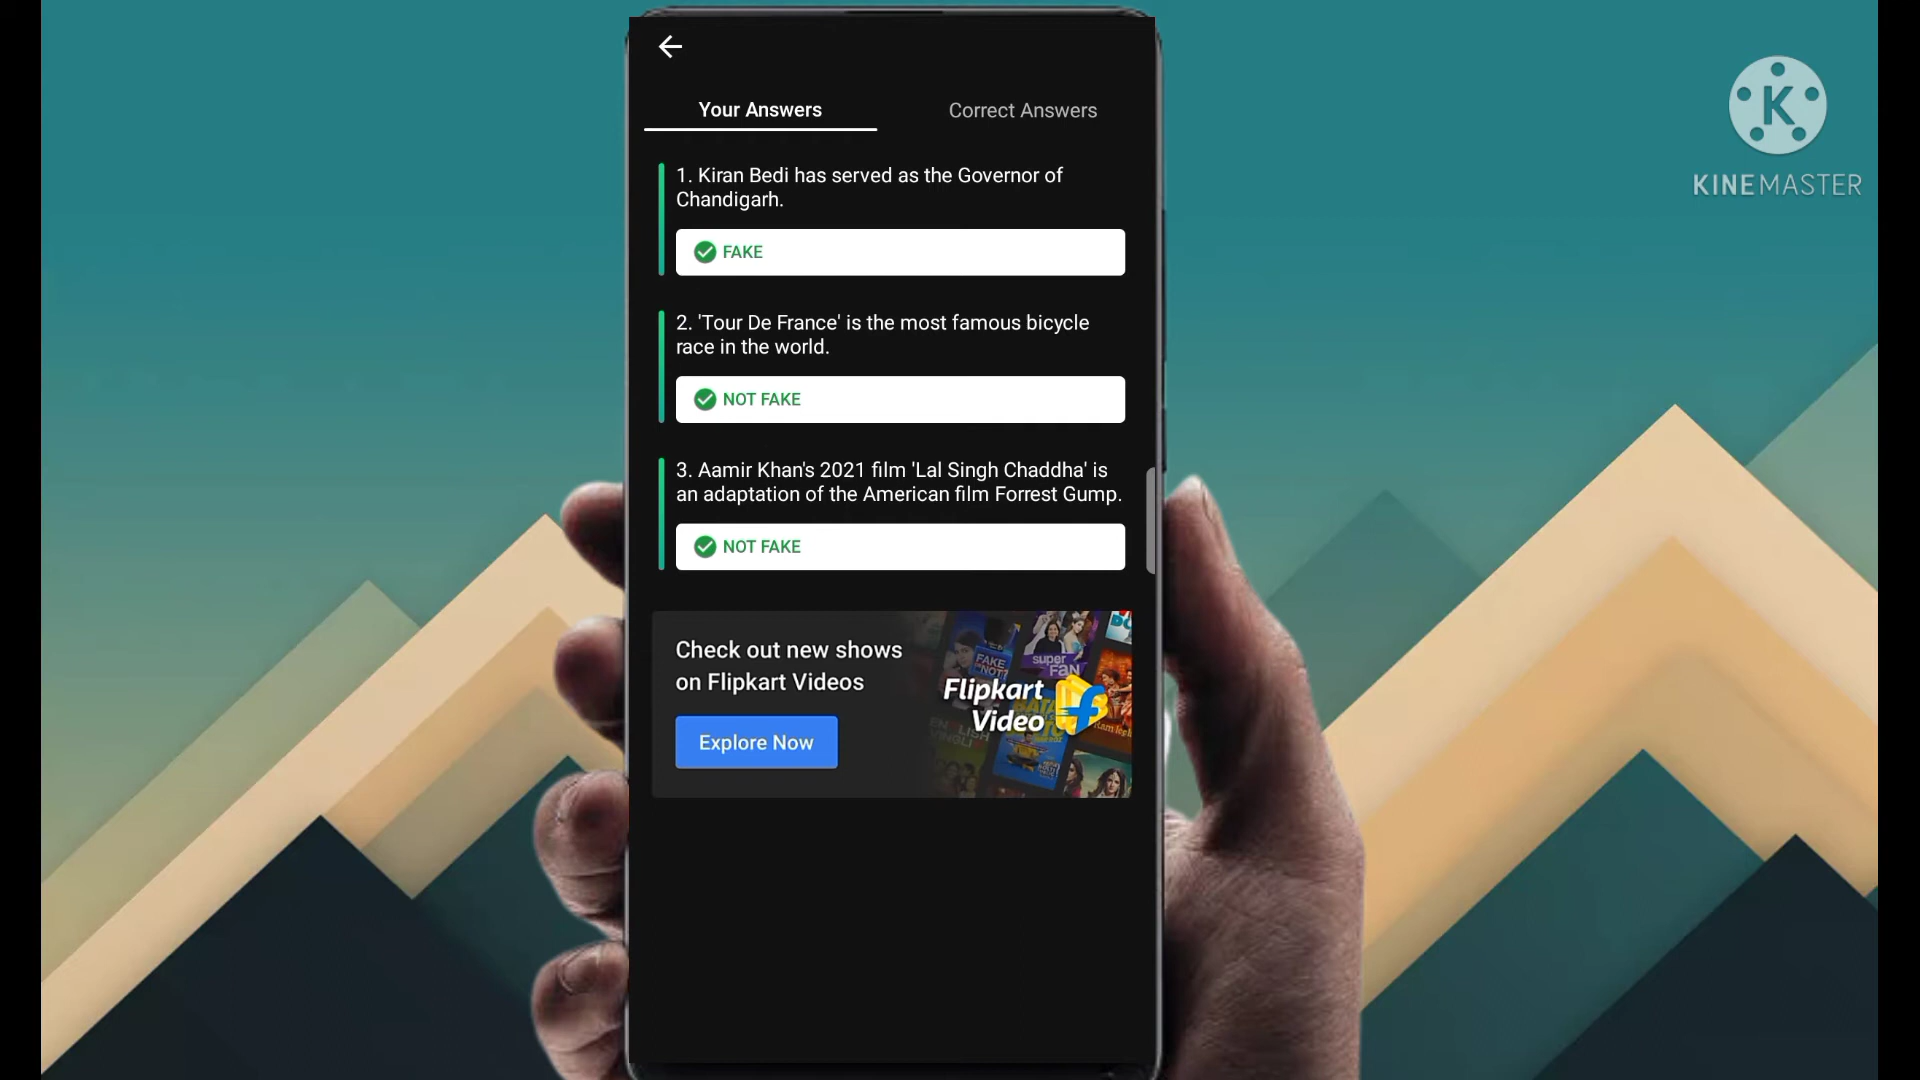 Your Answers
Correct Answers
1. Kiran Bedi has served as the Governor of
Chandigarh.
FAKE
2. 'Tour De France' is the most famous bicycle
race in the world.
NOT FAKE
3. Aamir Khan's 2021 film 'Lal Singh Chaddha' is
an adaptation of the American film Forrest Gump.
NOT FAKE
Check out new shows
on Flipkart Videos
Explore Now
FAKE
SUPER
FAN
Flipkart
Video
K
KINEMASTER